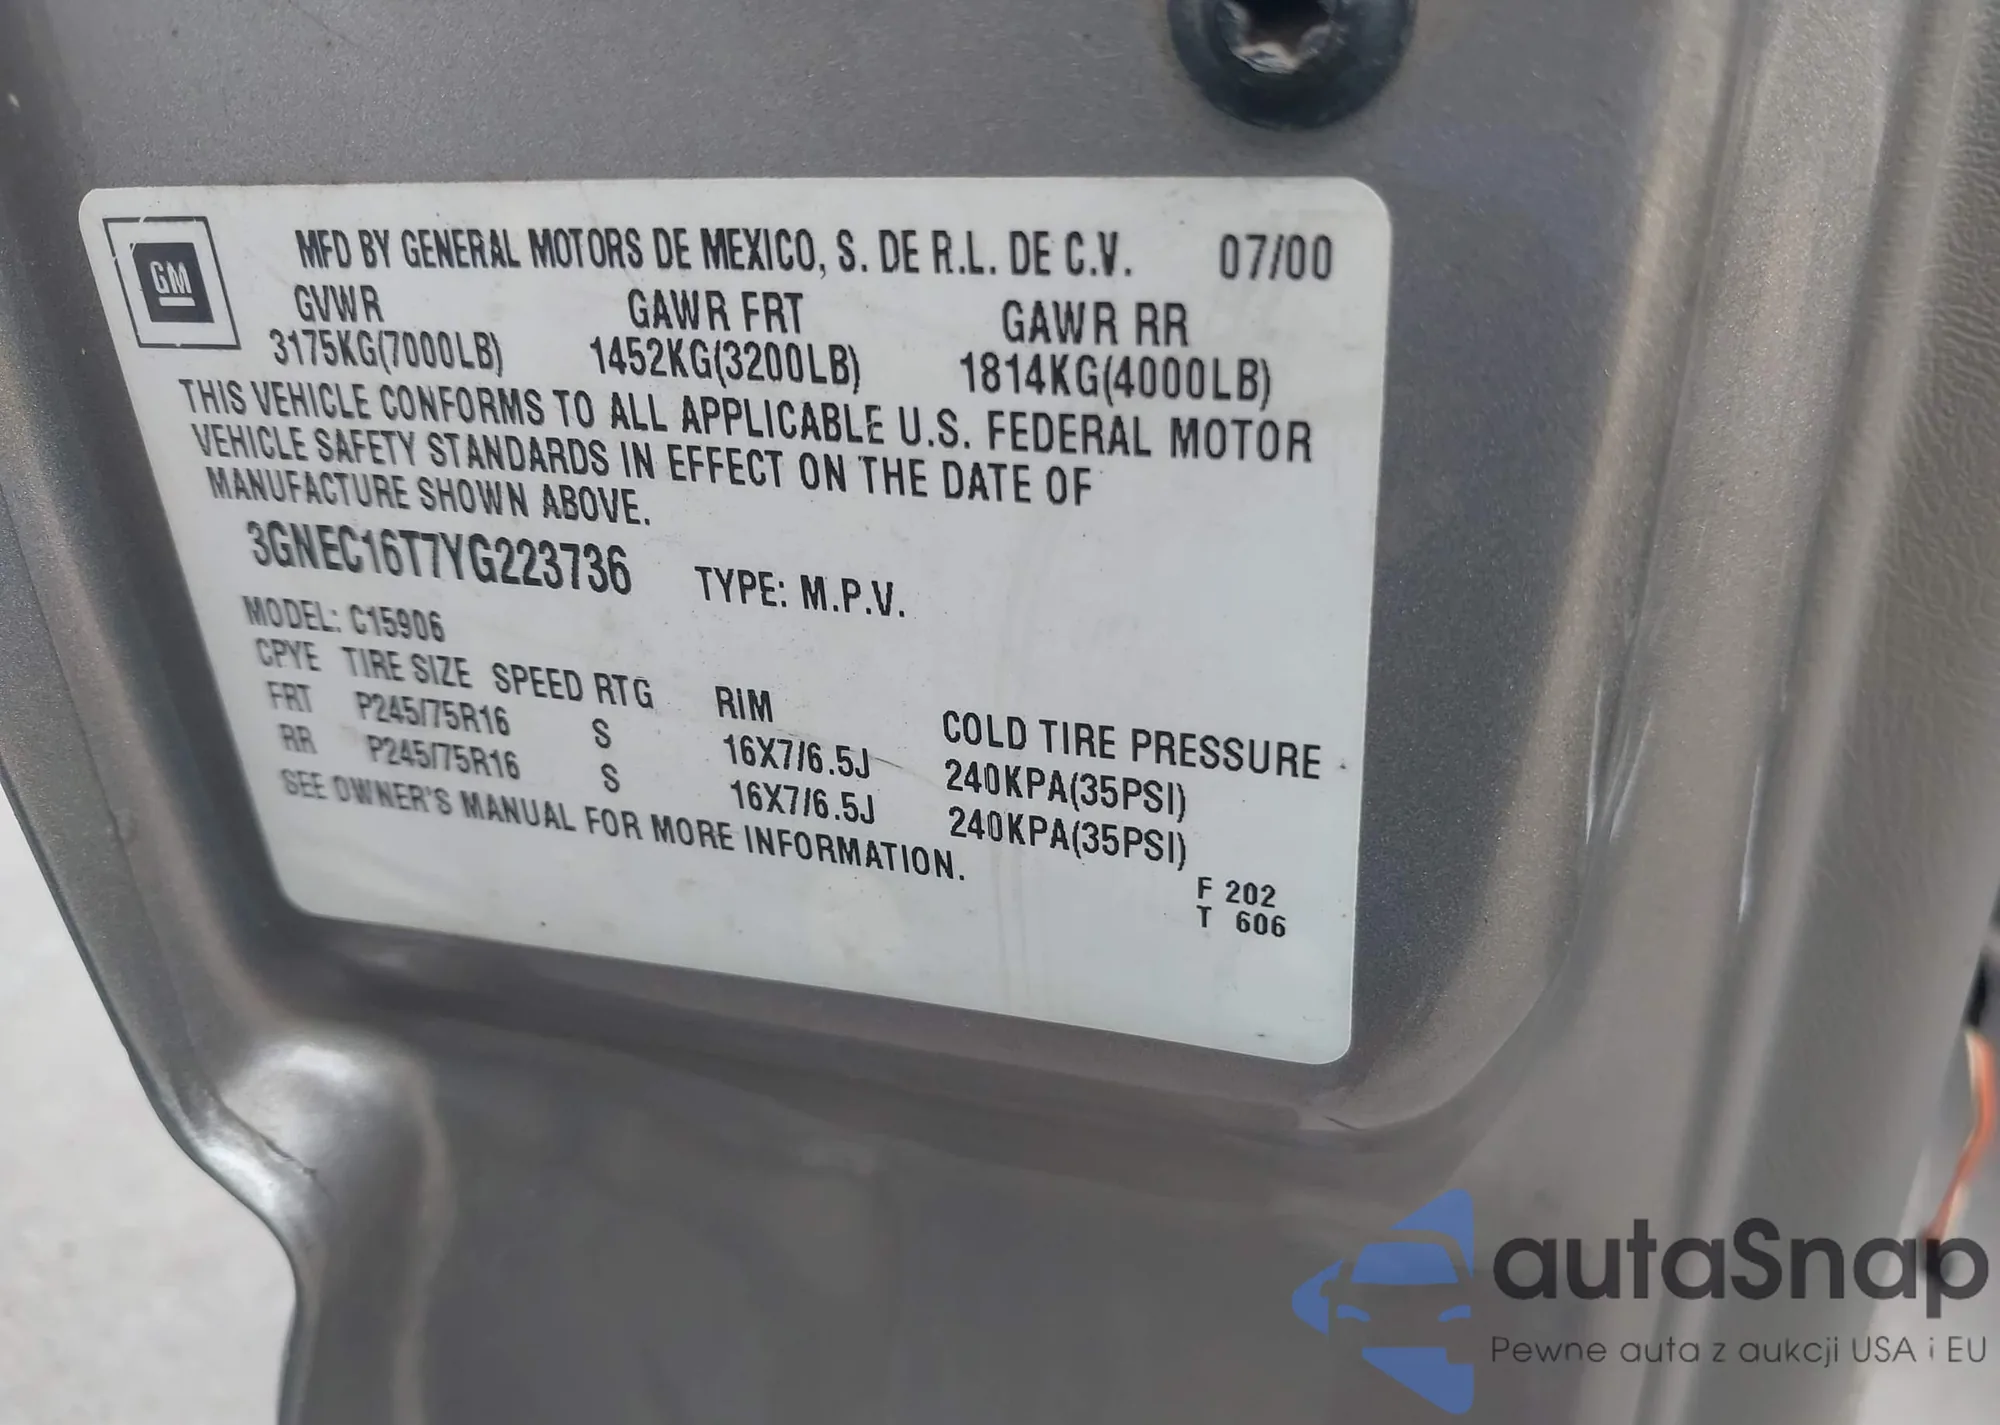 GM
MFD BY GENERAL MOTORS DE MEXICO, S. DE R.L. DE C.V. 07/00
GVWR GAWR FRT GAWR RR
3175KG(7000LB) 1452KG(3200LB) 1814KG(4000LB)
THIS VEHICLE CONFORMS TO ALL APPLICABLE U.S. FEDERAL MOTOR
VEHICLE SAFETY STANDARDS IN EFFECT ON THE DATE OF
MANUFACTURE SHOWN ABOVE.
3GNEC16T7YG223736 TYPE: M.P.V.
MODEL: C15906
CPYE TIRE SIZE SPEED RTG RIM COLD TIRE PRESSURE
FRT P245/75R16 S 16X7/6.5J 240KPA(35PSI)
RR P245/75R16 S 16X7/6.5J 240KPA(35PSI)
SEE OWNER'S MANUAL FOR MORE INFORMATION.
F 202
T 606
autaSnap
Pewne auta z aukcji USA i EU